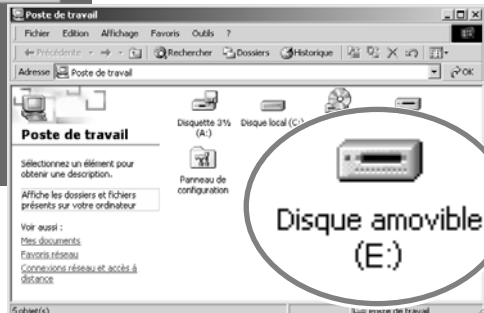 Poste de travail
Fichier Edition Affichage Favoris Outils ?
Précédente Rechercher Dossiers Historique
Adresse Poste de travail OK
Poste de travail
Sélectionnez un élément pour
obtenir une description.
Affiche les dossiers et fichiers
présents sur votre ordinateur
Voir aussi :
Mes documents
Favoris réseau
Connexions réseau et accès à
distance
Disquette 3½
(A:)
Disque local (C:)
Panneau de
configuration
Disque amovible
(E:)
5 objet(s)
Poste de travail